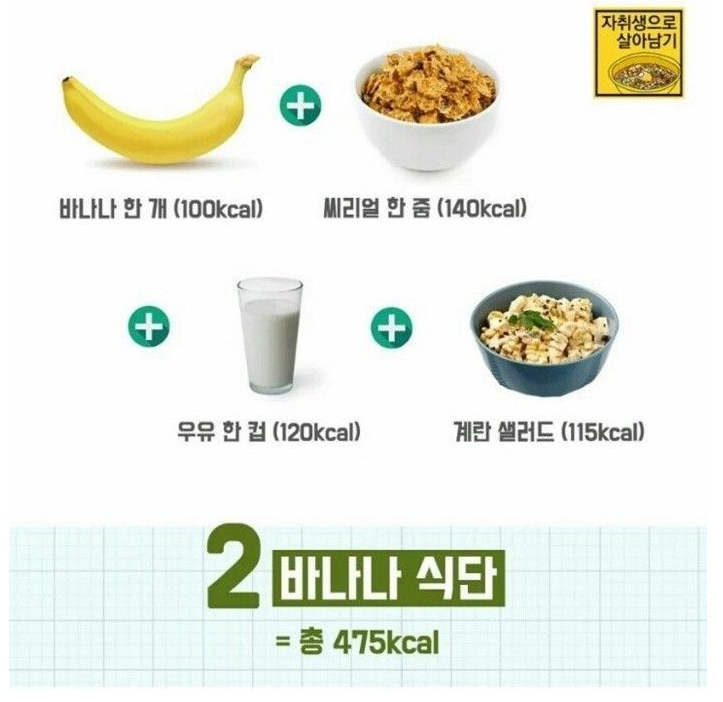 자취생으로
살아남기
바나나 한 개 (100kcal)
씨리얼 한 줌 (140kcal)
우유 한 컵 (120kcal)
계란 샐러드 (115kcal)
2 바나나 식단
= 총 475kcal